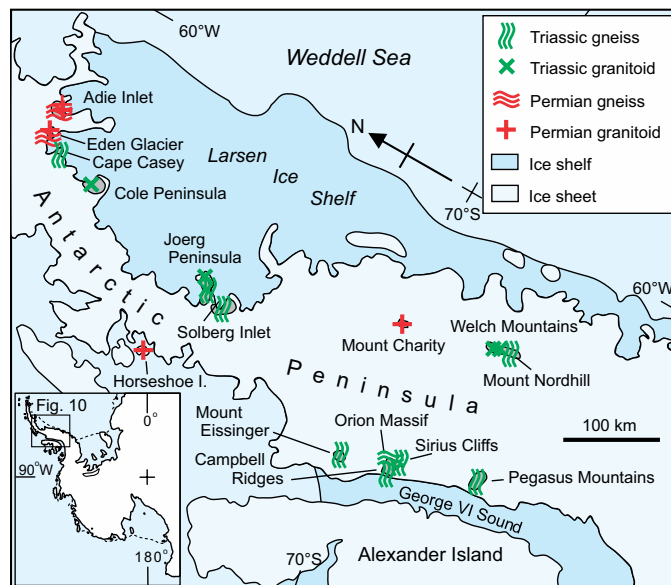 60°W
Weddell Sea
Triassic gneiss
Triassic granitoid
Permian gneiss
Permian granitoid
Ice shelf
Ice sheet
Adie Inlet
Eden Glacier
Cape Casey
Cole Peninsula
Larsen
Ice
Shelf
N
70°S
Antarctic
Joerg
Peninsula
Solberg Inlet
60°W
Mount Charity
Welch Mountains
Mount Nordhill
Horseshoe I.
Peninsula
100 km
Fig. 10
0°
90°W
180°
Mount
Eissinger
Orion Massif
Sirius Cliffs
Campbell
Ridges
Pegasus Mountains
George VI Sound
70°S
Alexander Island